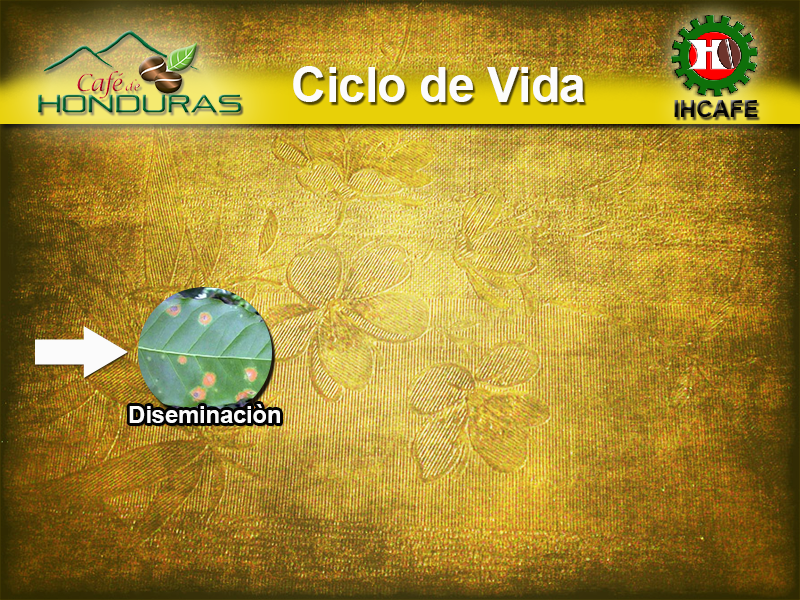 Café de
HONDURAS
Ciclo de Vida
H
IHCAFE
Diseminaciòn